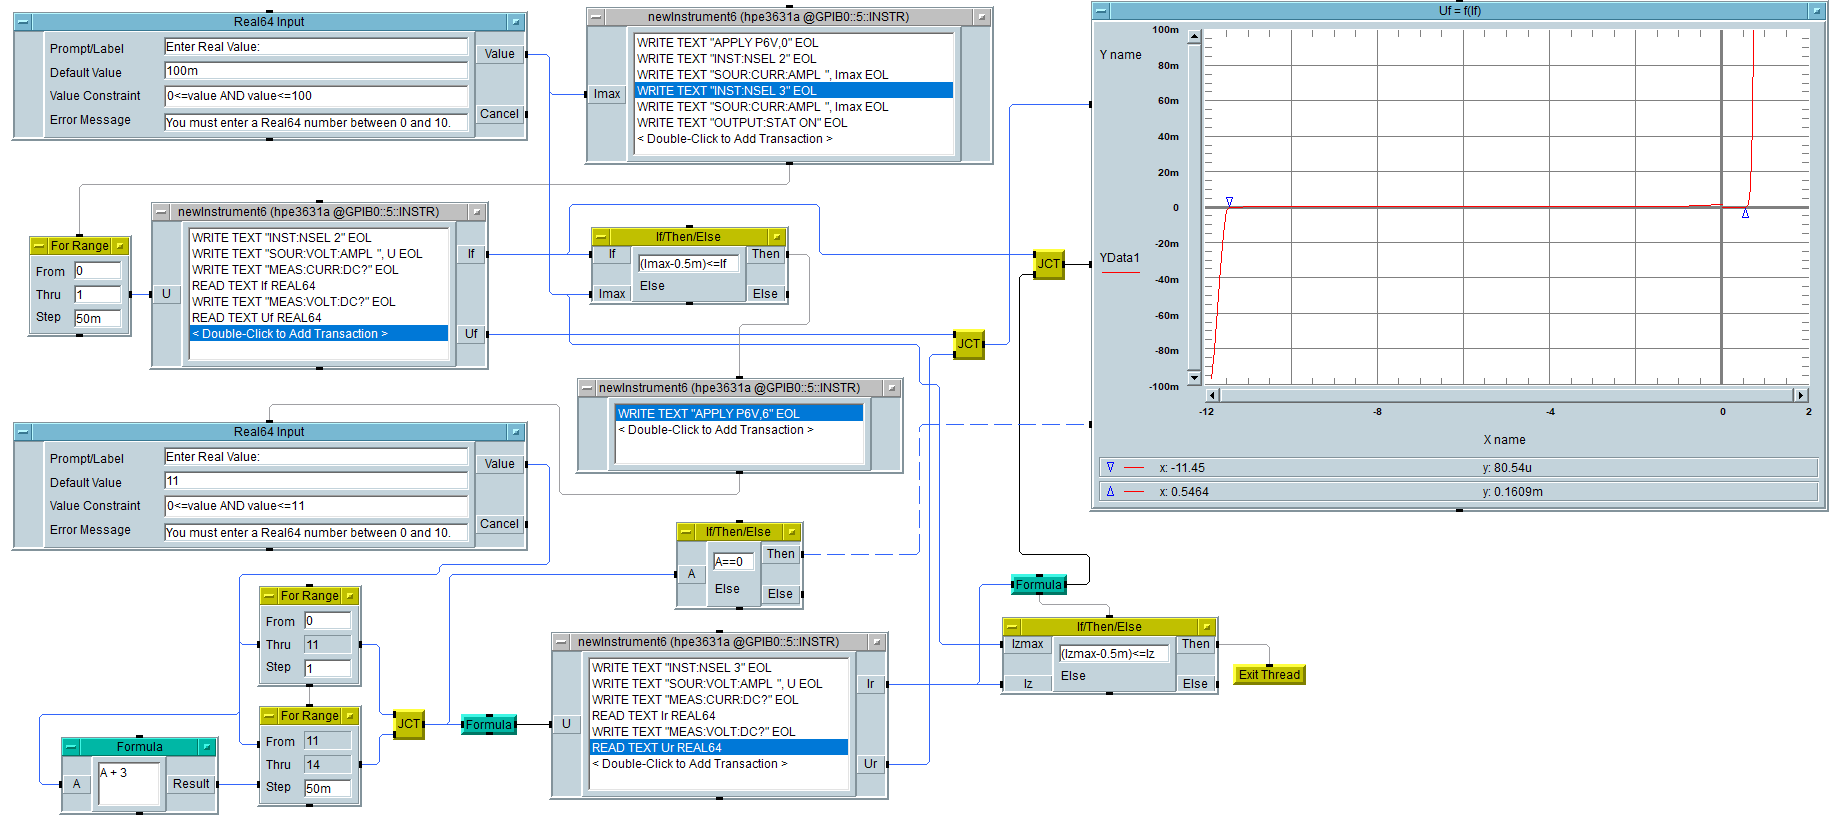 Real64 Input
Prompt/Label
Enter Real Value:
Default Value
100m
Value Constraint
0<=value AND value<=100
Error Message
You must enter a Real64 number between 0 and 10.
Value
Cancel
newInstrument6 (hpe3631a @GPIB0::5::INSTR)
Imax
WRITE TEXT "APPLY P6V,0" EOL
WRITE TEXT "INST:NSEL 2" EOL
WRITE TEXT "SOUR:CURR:AMPL ", Imax EOL
WRITE TEXT "INST:NSEL 3" EOL
WRITE TEXT "SOUR:CURR:AMPL ", Imax EOL
WRITE TEXT "OUTPUT:STAT ON" EOL
< Double-Click to Add Transaction >
Uf = f(If)
Y name
YData1
100m
80m
60m
40m
20m
0
-20m
-40m
-60m
-80m
-100m
-12
-8
-4
0
2
X name
x: -11.45
y: 80.54u
x: 0.5464
y: 0.1609m
For Range
From
0
Thru
1
Step
50m
newInstrument6 (hpe3631a @GPIB0::5::INSTR)
U
WRITE TEXT "INST:NSEL 2" EOL
WRITE TEXT "SOUR:VOLT:AMPL ", U EOL
WRITE TEXT "MEAS:CURR:DC?" EOL
READ TEXT If REAL64
WRITE TEXT "MEAS:VOLT:DC?" EOL
READ TEXT Uf REAL64
< Double-Click to Add Transaction >
If
Uf
If/Then/Else
If
Imax
(Imax-0.5m)<=If
Else
Then
Else
JCT
JCT
newInstrument6 (hpe3631a @GPIB0::5::INSTR)
WRITE TEXT "APPLY P6V,6" EOL
< Double-Click to Add Transaction >
Real64 Input
Prompt/Label
Enter Real Value:
Default Value
11
Value Constraint
0<=value AND value<=11
Error Message
You must enter a Real64 number between 0 and 10.
Value
Cancel
If/Then/Else
A
A==0
Else
Then
Else
For Range
From
0
Thru
11
Step
1
For Range
From
11
Thru
14
Step
50m
Formula
A
A + 3
Result
JCT
Formula
newInstrument6 (hpe3631a @GPIB0::5::INSTR)
U
WRITE TEXT "INST:NSEL 3" EOL
WRITE TEXT "SOUR:VOLT:AMPL ", U EOL
WRITE TEXT "MEAS:CURR:DC?" EOL
READ TEXT Ir REAL64
WRITE TEXT "MEAS:VOLT:DC?" EOL
READ TEXT Ur REAL64
< Double-Click to Add Transaction >
Ir
Ur
Formula
If/Then/Else
Izmax
Iz
(Izmax-0.5m)<=Iz
Else
Then
Else
Exit Thread